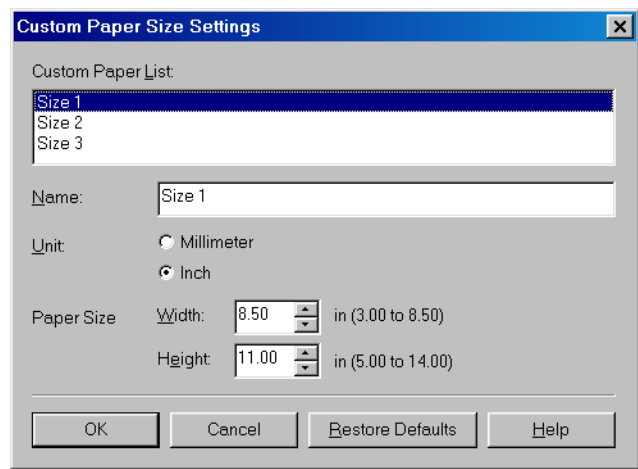 Custom Paper Size Settings
Custom Paper List:
Size 1
Size 2
Size 3
Name: Size 1
Unit: Millimeter
Inch
Paper Size Width: 8.50 in (3.00 to 8.50)
Height: 11.00 in (5.00 to 14.00)
OK Cancel Restore Defaults Help